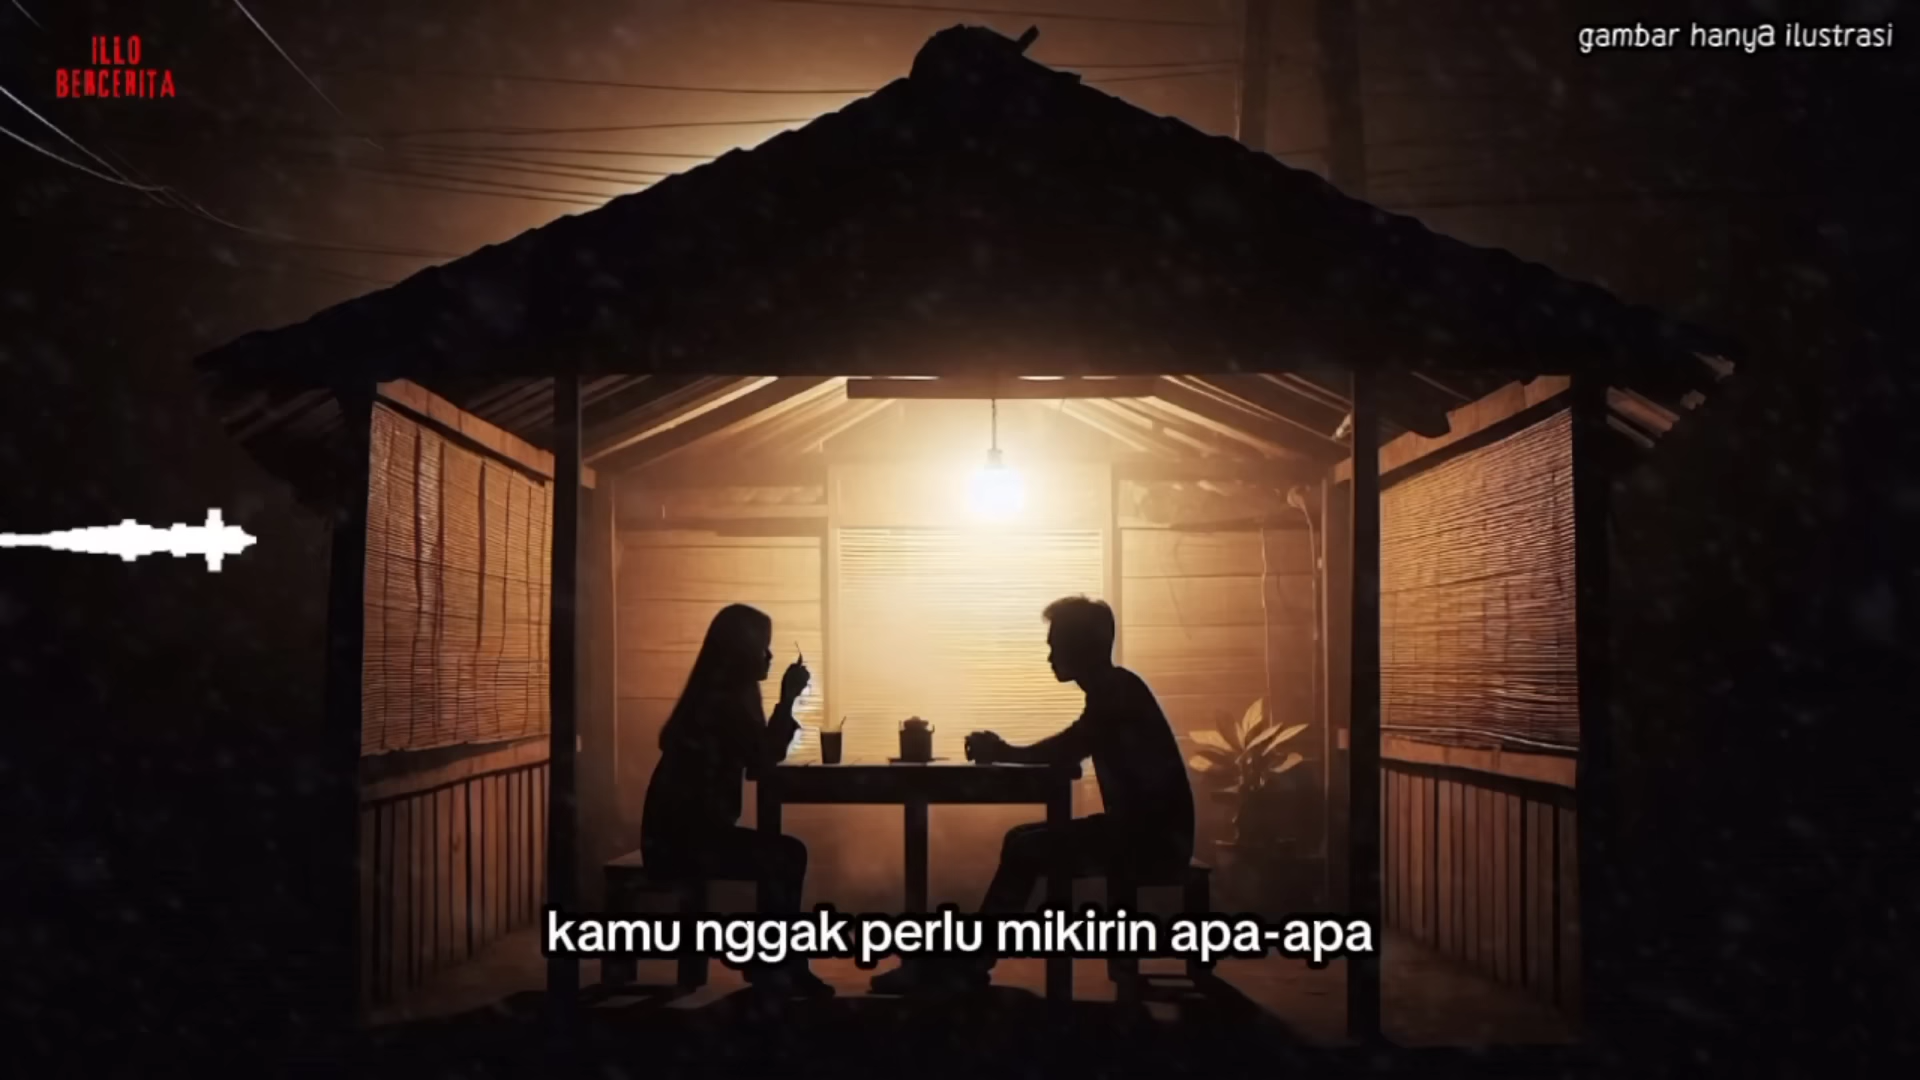 ILLO
BERCERITA
gambar hanya ilustrasi
kamu nggak perlu mikirin apa-apa